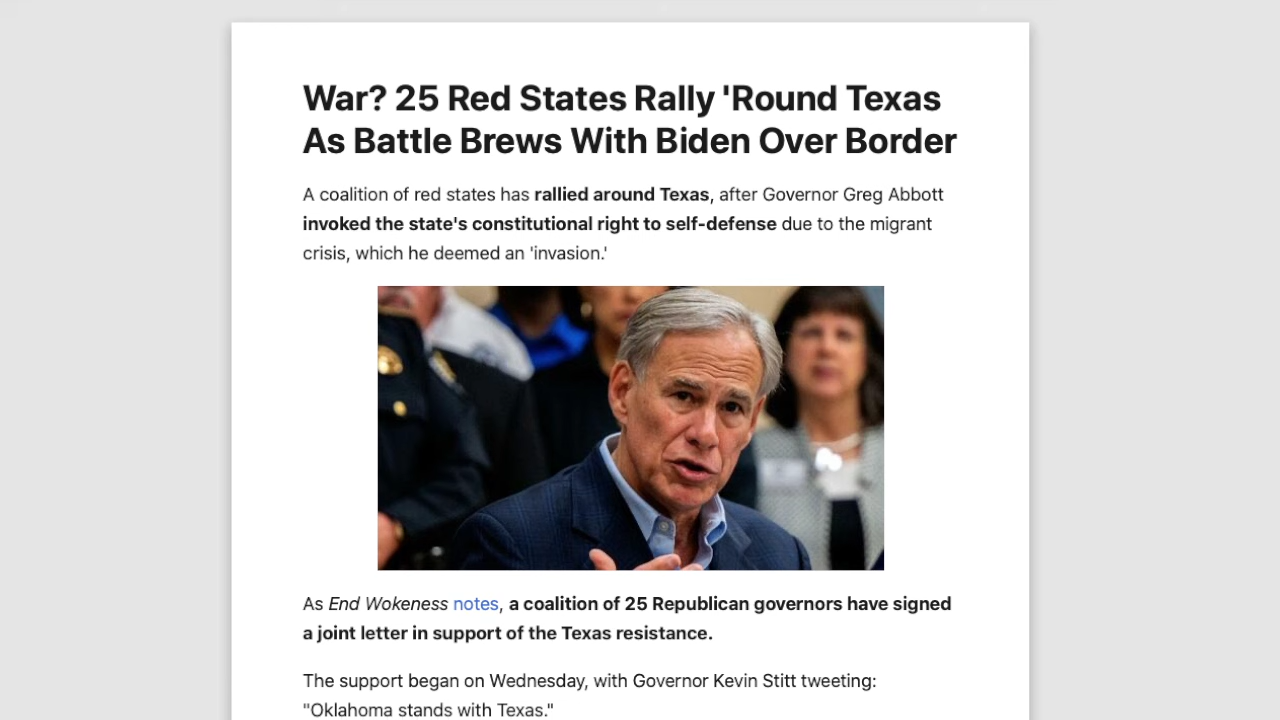 War? 25 Red States Rally 'Round Texas
As Battle Brews With Biden Over Border
A coalition of red states has rallied around Texas, after Governor Greg Abbott
invoked the state's constitutional right to self-defense due to the migrant
crisis, which he deemed an 'invasion.'
As End Wokeness notes, a coalition of 25 Republican governors have signed
a joint letter in support of the Texas resistance.
The support began on Wednesday, with Governor Kevin Stitt tweeting:
"Oklahoma stands with Texas."